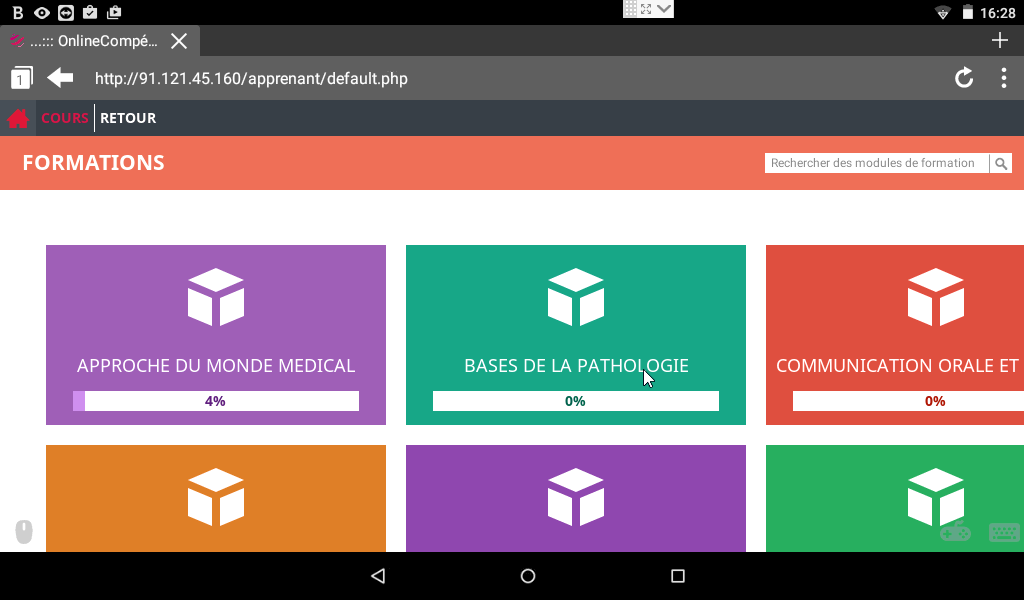 16:28
...::: OnlineCompé...
1
http://91.121.45.160/apprenant/default.php
COURS RETOUR
FORMATIONS
Rechercher des modules de formation
APPROCHE DU MONDE MEDICAL
4%
BASES DE LA PATHOLOGIE
0%
COMMUNICATION ORALE ET
0%